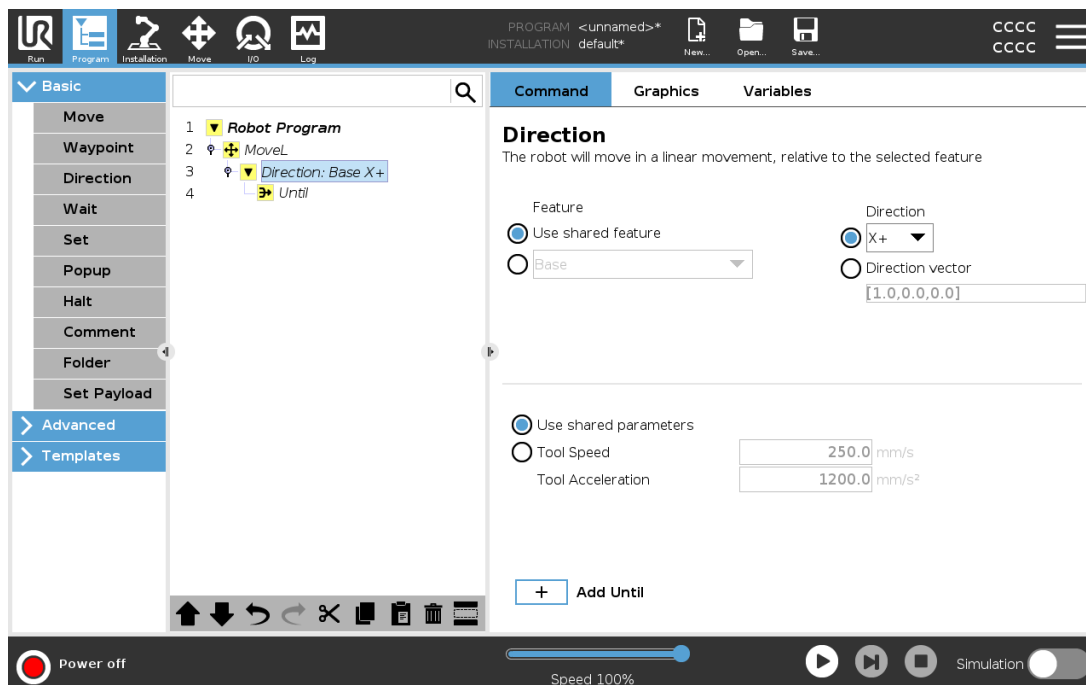 PROGRAM <unnamed>*
INSTALLATION default*
CCCC
CCCC
UR
Run
Program
Installation
Move
I/O
Log
New...
Open...
Save...
Basic
Move
Waypoint
Direction
Wait
Set
Popup
Halt
Comment
Folder
Set Payload
Advanced
Templates
1 Robot Program
2 MoveL
3 Direction: Base X+
4 Until
Command Graphics Variables
Direction
The robot will move in a linear movement, relative to the selected feature
Feature
Use shared feature
Base
Direction
X+
Direction vector
[1.0,0.0,0.0]
Use shared parameters
Tool Speed 250.0 mm/s
Tool Acceleration 1200.0 mm/s²
+ Add Until
Power off
Speed 100%
Simulation